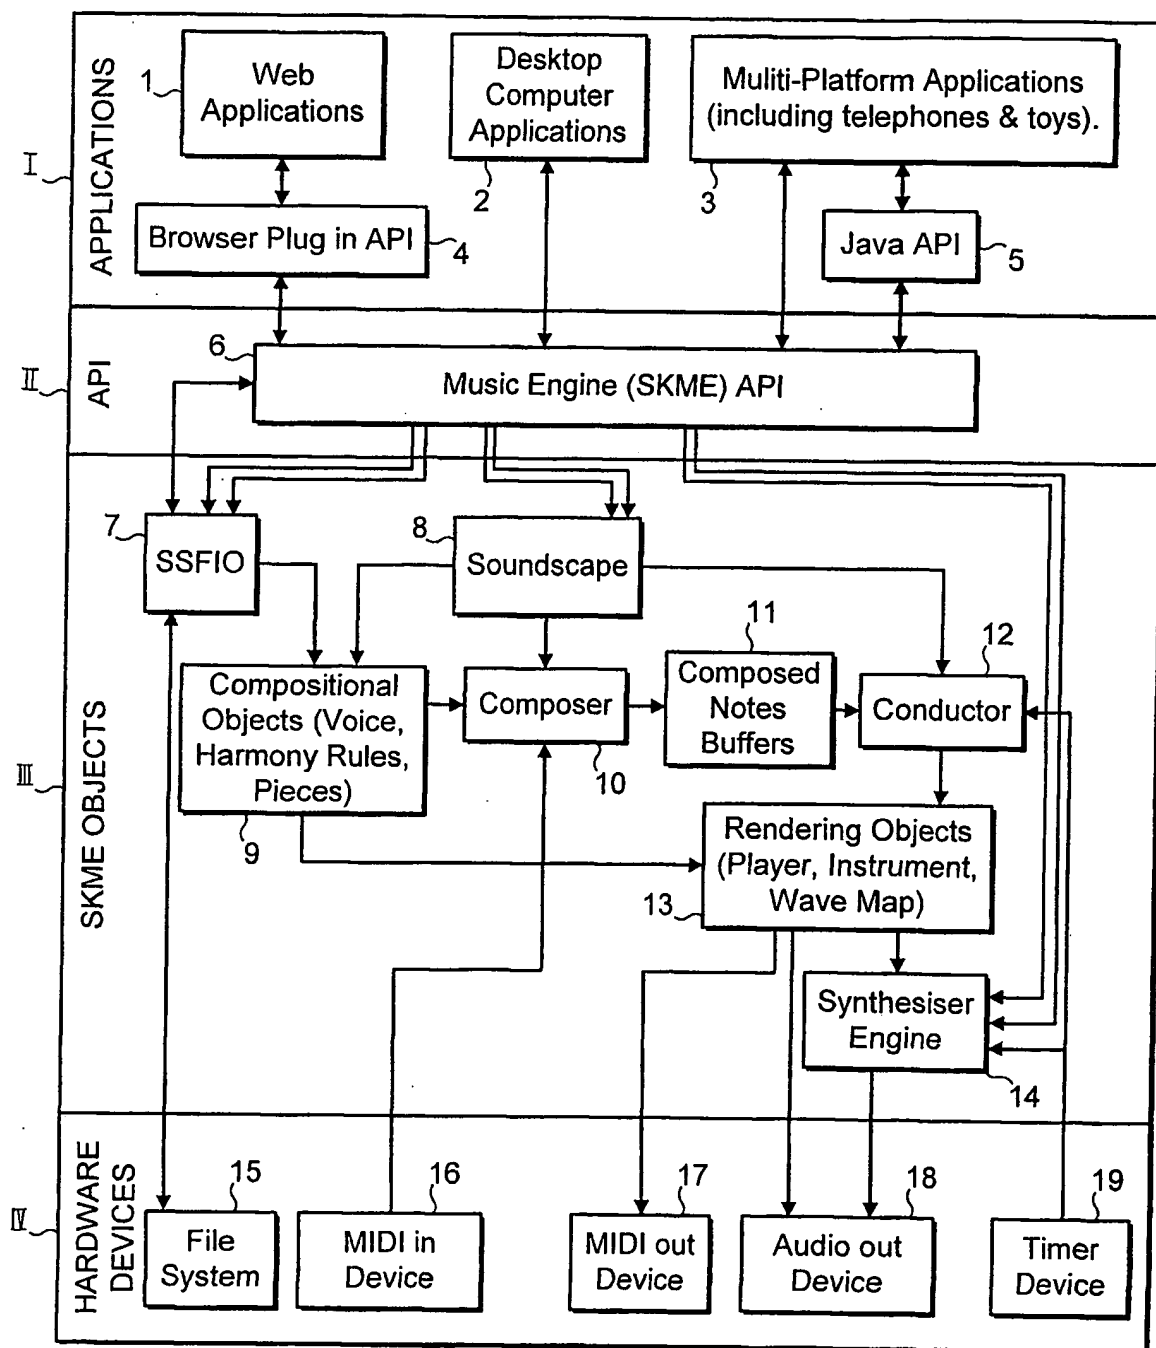 I
APPLICATIONS
1
Web
Applications
Desktop
Computer
Applications
2
Muliti-Platform Applications
(including telephones & toys).
3
Browser Plug in API
4
Java API
5
II
API
6
Music Engine (SKME) API
III
SKME OBJECTS
7
SSFIO
8
Soundscape
9
Compositional
Objects (Voice,
Harmony Rules,
Pieces)
Composer
10
11
Composed
Notes
Buffers
12
Conductor
Rendering Objects
(Player, Instrument,
Wave Map)
13
Synthesiser
Engine
14
IV
HARDWARE
DEVICES
15
File
System
16
MIDI in
Device
17
MIDI out
Device
18
Audio out
Device
19
Timer
Device